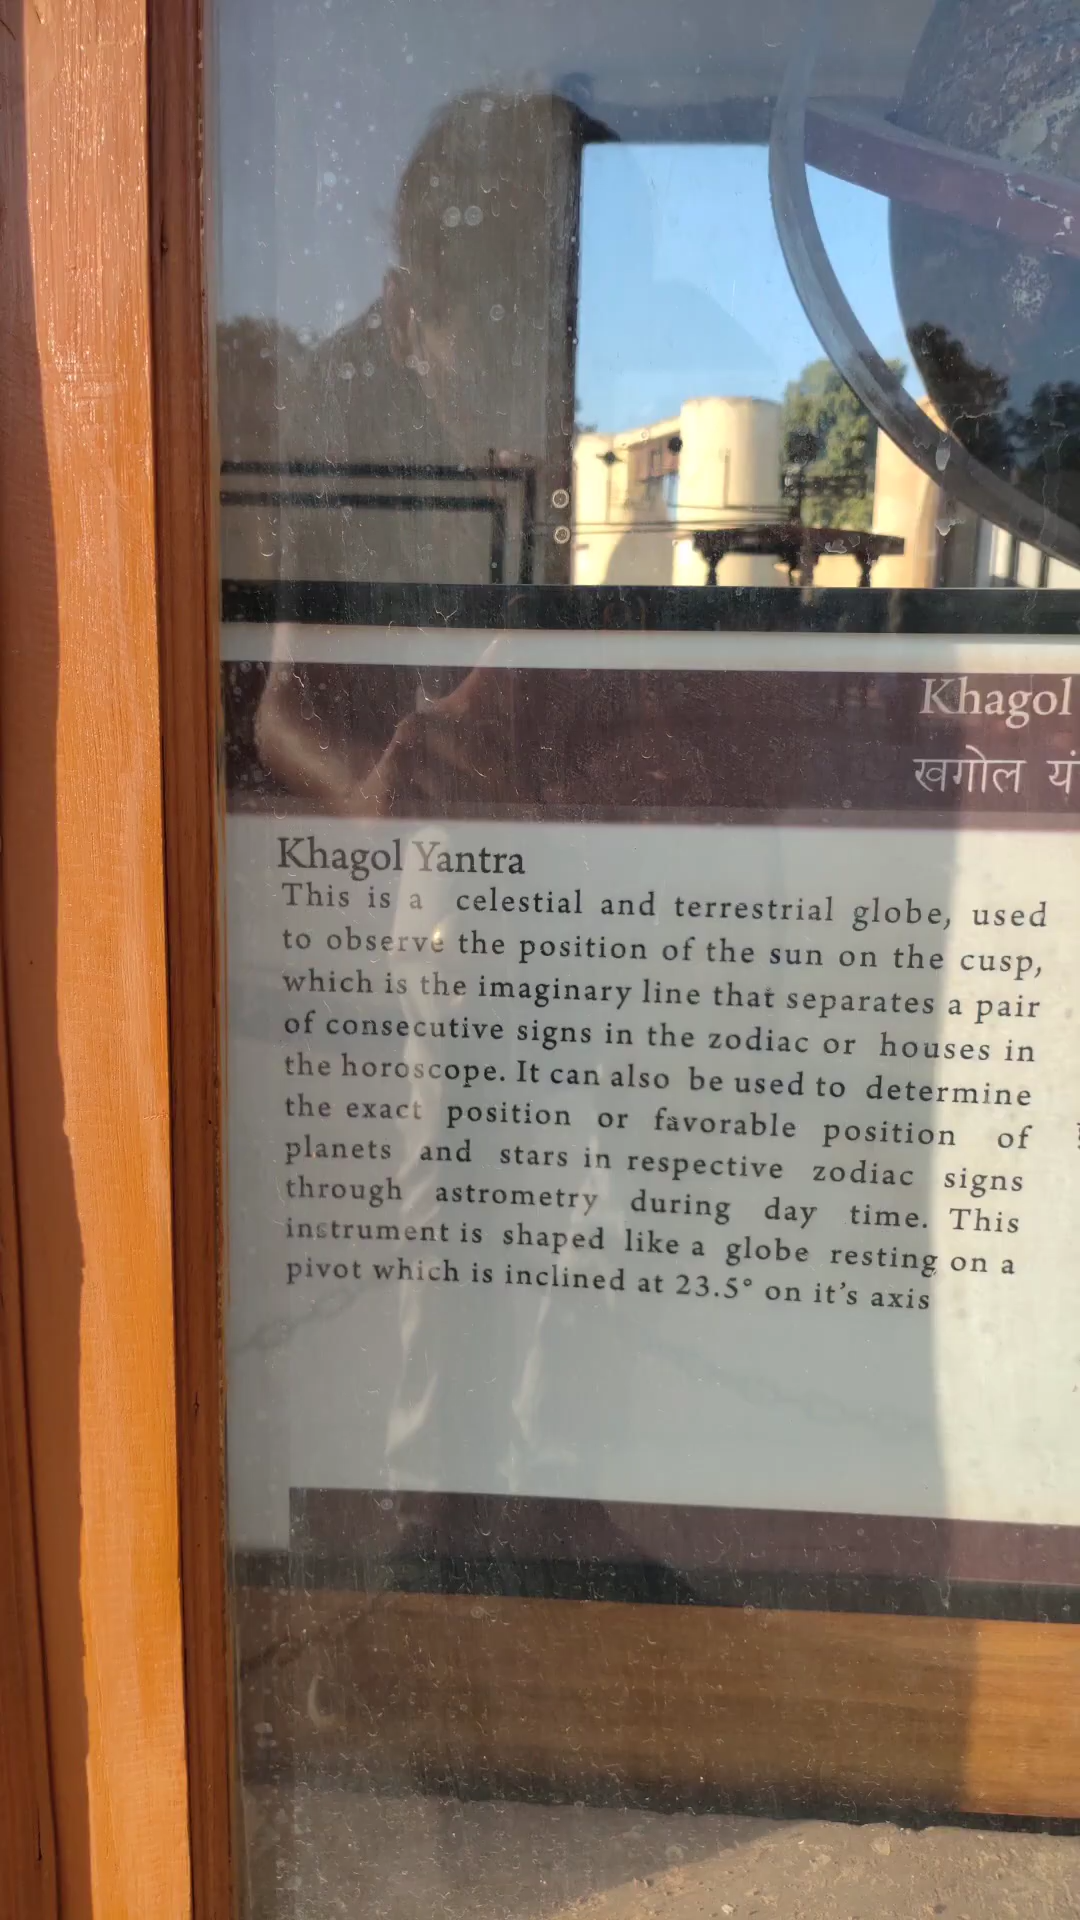 Khagol
खगोल यं
Khagol Yantra
This is a celestial and terrestrial globe, used
to observe the position of the sun on the cusp,
which is the imaginary line that separates a pair
of consecutive signs in the zodiac or houses in
the horoscope. It can also be used to determine
the exact position or favorable position of
planets and stars in respective zodiac signs
through astrometry during day time. This
instrument is shaped like a globe resting on a
pivot which is inclined at 23.5° on it's axis